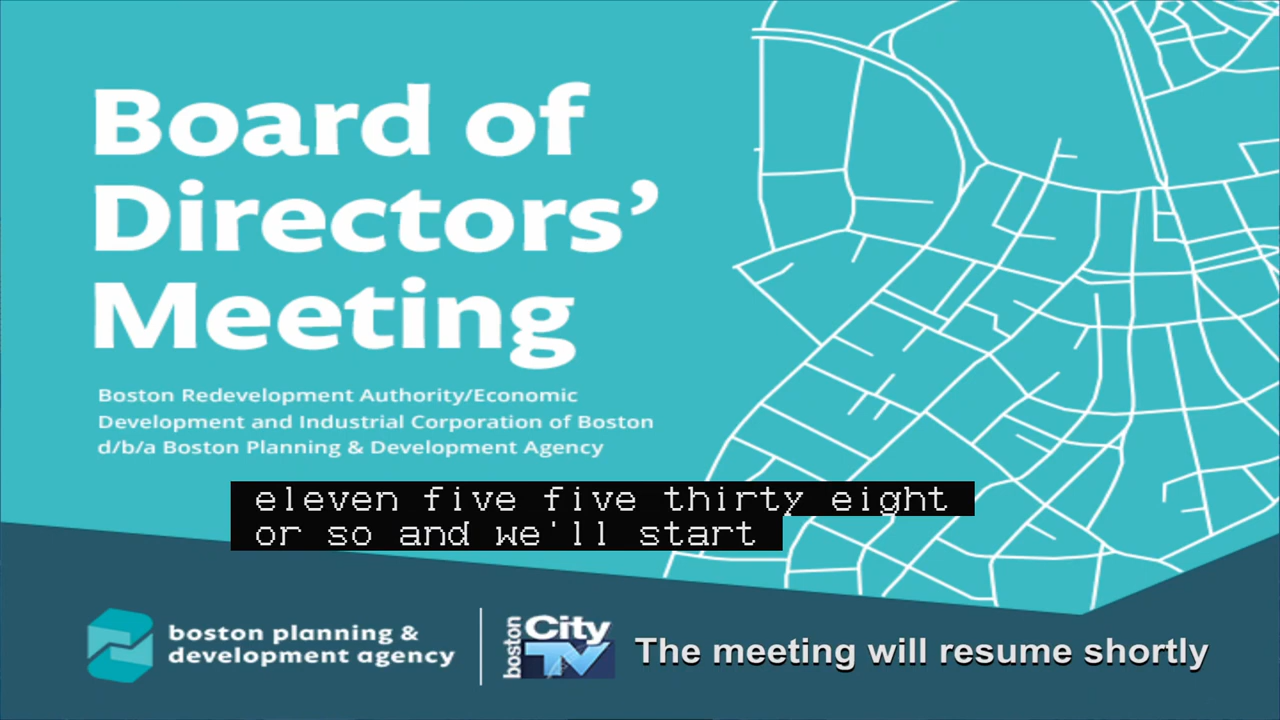 Board of
Directors’
Meeting
Boston Redevelopment Authority/Economic
Development and Industrial Corporation of Boston
d/b/a Boston Planning & Development Agency
eleven five five thirty eight
or so and we'll start
boston planning &
development agency
boston
City
TV
The meeting will resume shortly